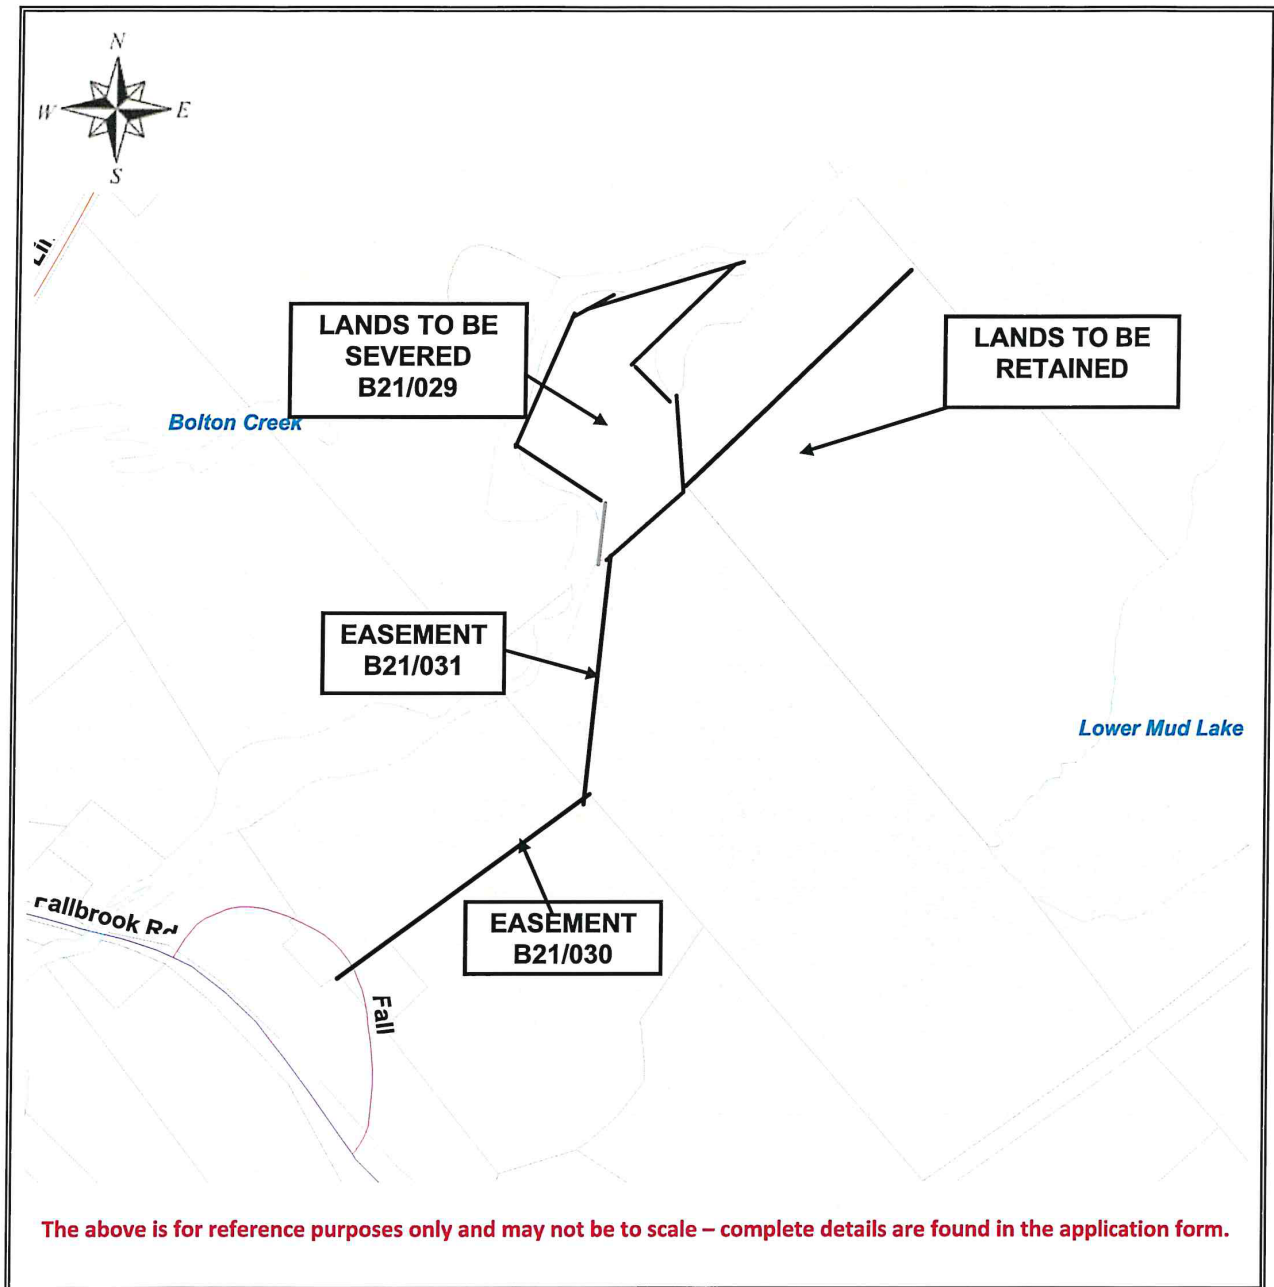 N
W E
S
LANDS TO BE
SEVERED
B21/029
LANDS TO BE
RETAINED
Bolton Creek
EASEMENT
B21/031
Lower Mud Lake
Fallbrook Rd
EASEMENT
B21/030
Fall
The above is for reference purposes only and may not be to scale – complete details are found in the application form.